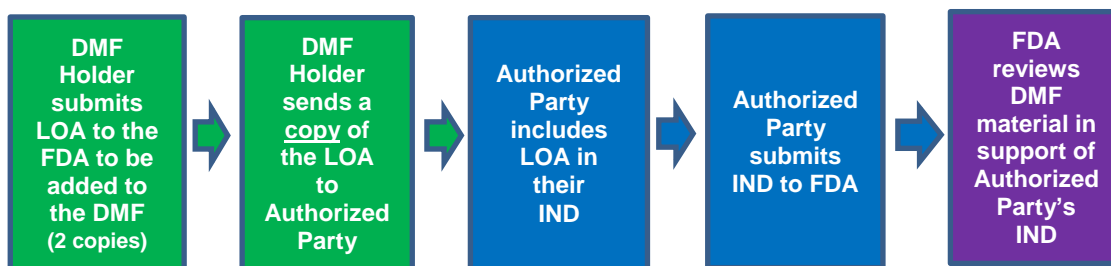 DMF
Holder
submits
LOA to the
FDA to be
added to
the DMF
(2 copies)
DMF
Holder
sends a
copy of
the LOA
to
Authorized
Party
Authorized
Party
includes
LOA in
their
IND
Authorized
Party
submits
IND to FDA
FDA
reviews
DMF
material in
support of
Authorized
Party's
IND